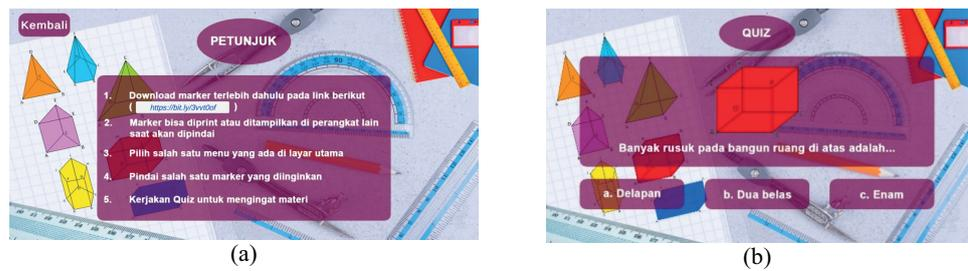 Kembali
PETUNJUK
1. Download marker terlebih dahulu pada link berikut
( https://bit.ly/3vvt0of )
2. Marker bisa diprint atau ditampilkan di perangkat lain
saat akan dipindai
3. Pilih salah satu menu yang ada di layar utama
4. Pindai salah satu marker yang diinginkan
5. Kerjakan Quiz untuk mengingat materi
(a)
QUIZ
Banyak rusuk pada bangun ruang di atas adalah...
a. Delapan
b. Dua belas
c. Enam
(b)